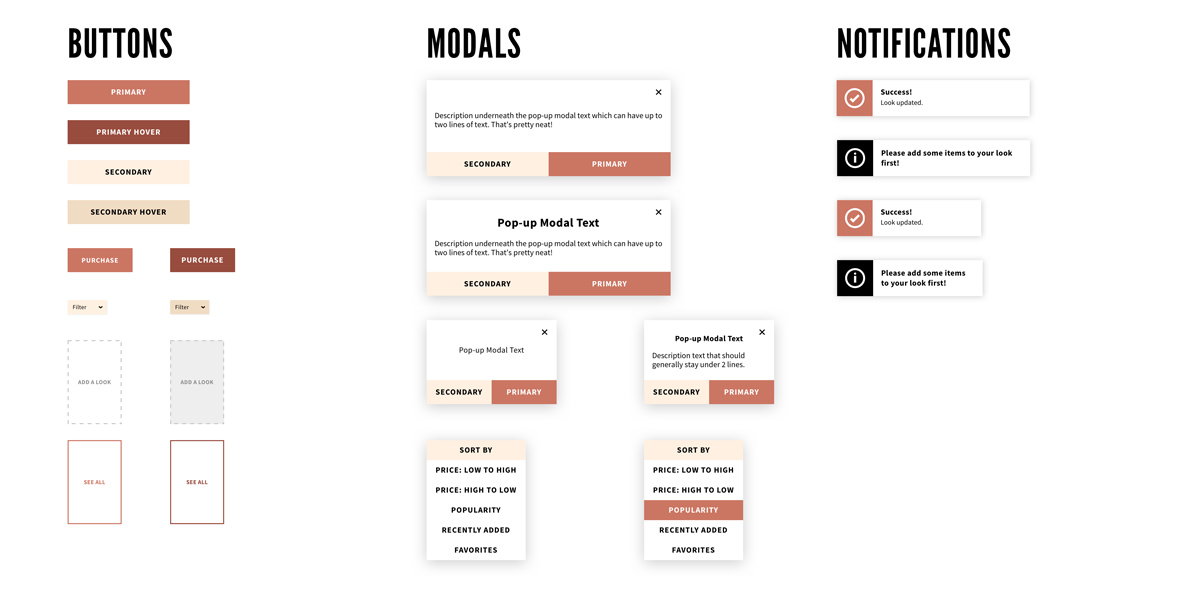 BUTTONS
PRIMARY
PRIMARY HOVER
SECONDARY
SECONDARY HOVER
PURCHASE
PURCHASE
Filter
Filter
ADD A LOOK
ADD A LOOK
SEE ALL
SEE ALL
MODALS
Description underneath the pop-up modal text which can have up to
two lines of text. That's pretty neat!
SECONDARY
PRIMARY
Pop-up Modal Text
Description underneath the pop-up modal text which can have up to
two lines of text. That's pretty neat!
SECONDARY
PRIMARY
Pop-up Modal Text
SECONDARY
PRIMARY
Pop-up Modal Text
Description text that should
generally stay under 2 lines.
SECONDARY
PRIMARY
SORT BY
PRICE: LOW TO HIGH
PRICE: HIGH TO LOW
POPULARITY
RECENTLY ADDED
FAVORITES
SORT BY
PRICE: LOW TO HIGH
PRICE: HIGH TO LOW
POPULARITY
RECENTLY ADDED
FAVORITES
NOTIFICATIONS
Success!
Look updated.
Please add some items to your look
first!
Success!
Look updated.
Please add some items
to your look first!